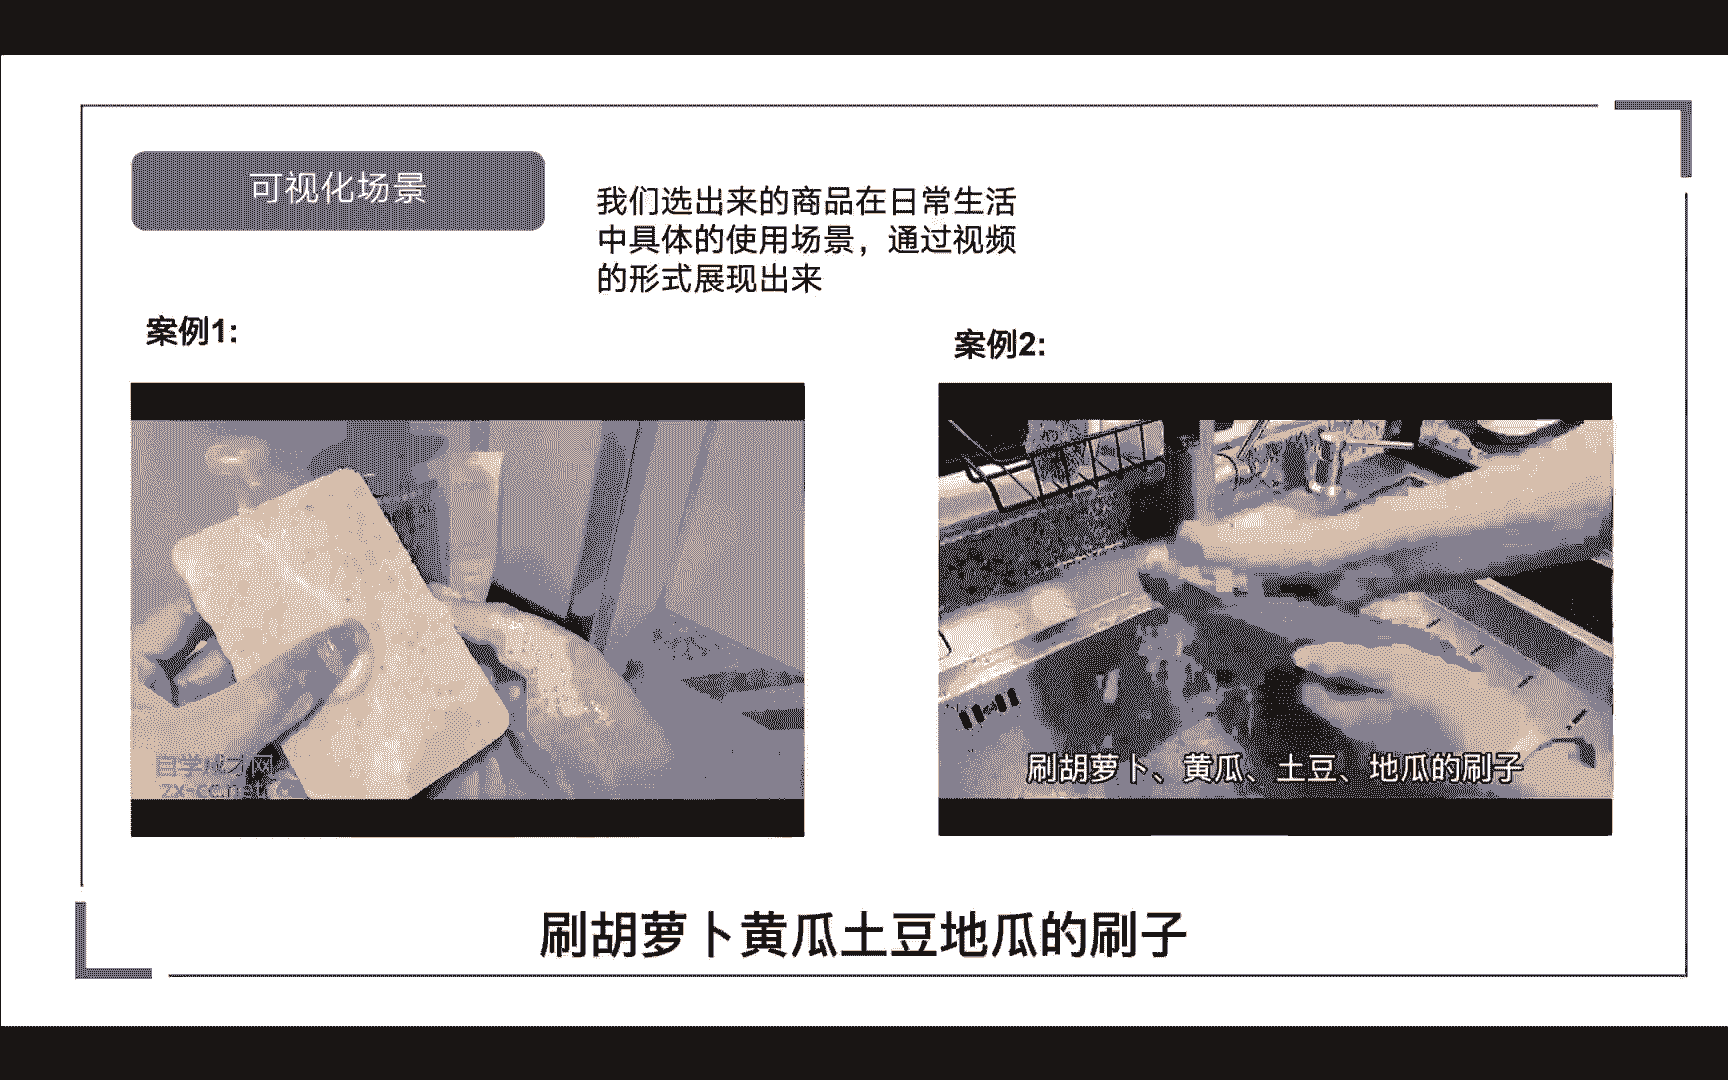 可视化场景
我们选出来的商品在日常生活
中具体的使用场景，通过视频
的形式展现出来
案例1:
案例2:
自学成才网
zx-cc.net
刷胡萝卜、黄瓜、土豆、地瓜的刷子
刷胡萝卜黄瓜土豆地瓜的刷子